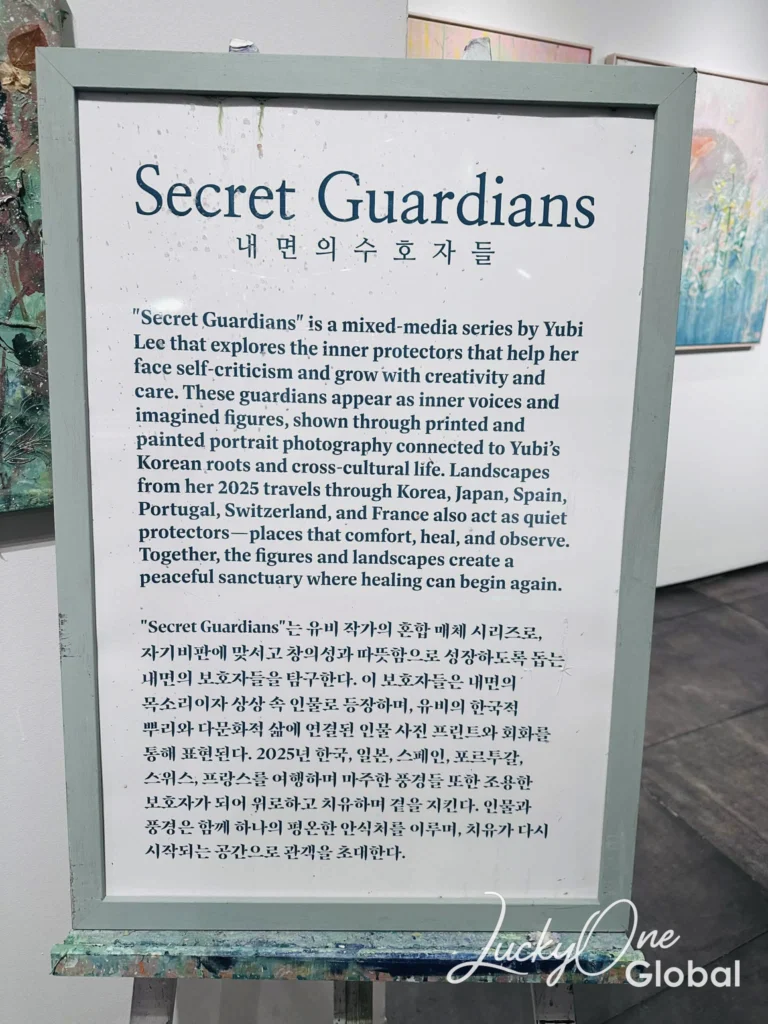 Secret Guardians
내면의수호자들
"Secret Guardians" is a mixed-media series by Yubi
Lee that explores the inner protectors that help her
face self-criticism and grow with creativity and
care. These guardians appear as inner voices and
imagined figures, shown through printed and
painted portrait photography connected to Yubi's
Korean roots and cross-cultural life. Landscapes
from her 2025 travels through Korea, Japan, Spain,
Portugal, Switzerland, and France also act as quiet
protectors—places that comfort, heal, and observe.
Together, the figures and landscapes create a
peaceful sanctuary where healing can begin again.
"Secret Guardians"는 유비 작가의 혼합 매체 시리즈로,
자기비판에 맞서고 창의성과 따뜻함으로 성장하도록 돕는
내면의 보호자들을 탐구한다. 이 보호자들은 내면의
목소리이자 상상 속 인물로 등장하며, 유비의 한국적
뿌리와 다문화적 삶에 연결된 인물 사진 프린트와 회화를
통해 표현된다. 2025년 한국, 일본, 스페인, 포르투갈,
스위스, 프랑스를 여행하며 마주한 풍경들 또한 조용한
보호자가 되어 위로하고 치유하며 곁을 지킨다. 인물과
풍경은 함께 하나의 평온한 안식처를 이루며, 치유가 다시
시작되는 공간으로 관객을 초대한다.
LuckyOne
Global